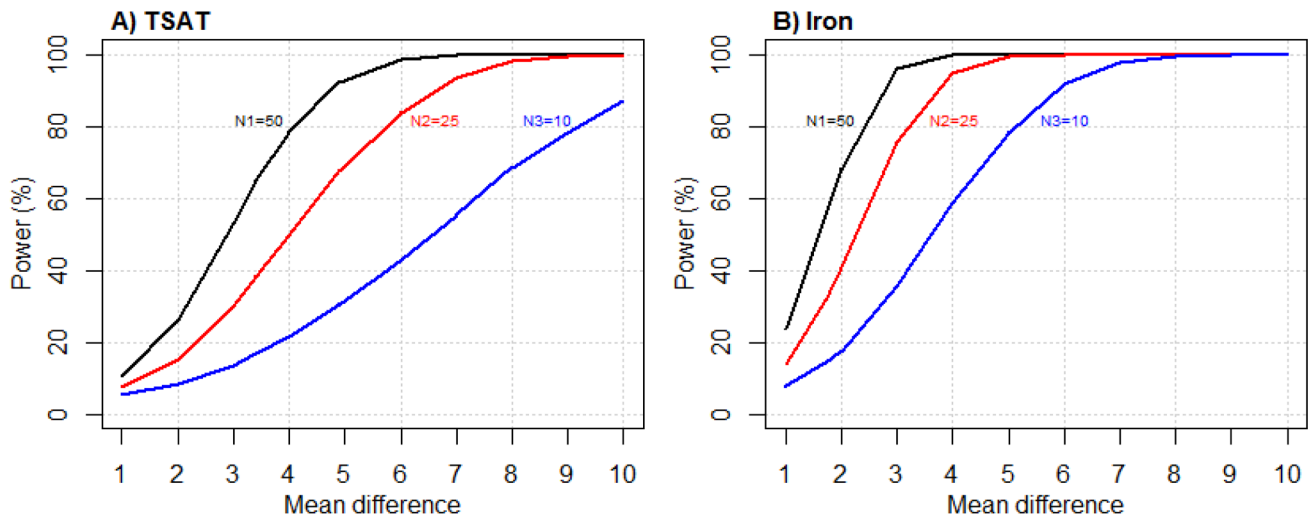 A) TSAT
Power (%)
100
80
60
40
20
0
N1=50
N2=25
N3=10
1 2 3 4 5 6 7 8 9 10
Mean difference
B) Iron
Power (%)
100
80
60
40
20
0
N1=50
N2=25
N3=10
1 2 3 4 5 6 7 8 9 10
Mean difference